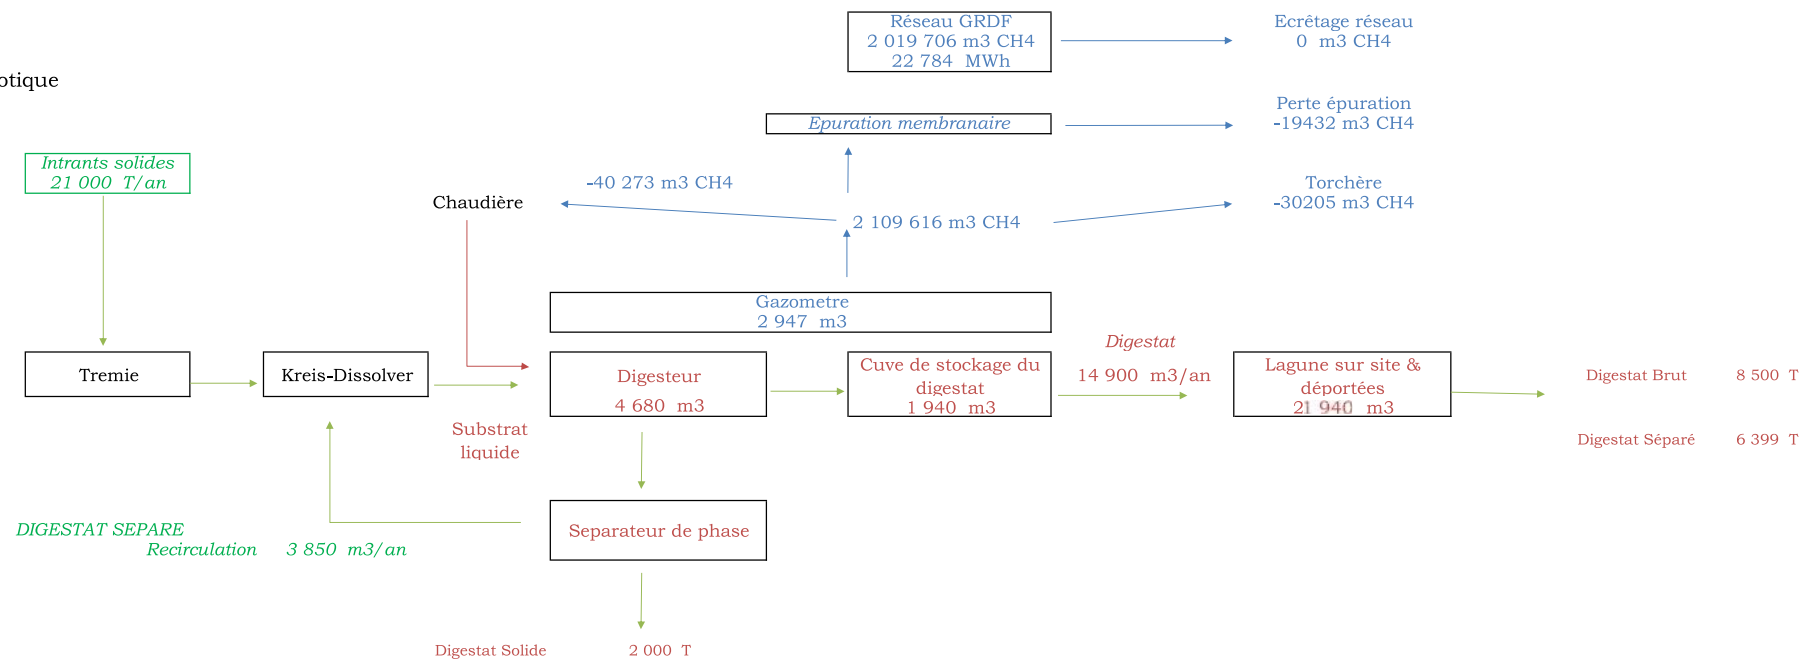 Réseau GRDF
2 019 706 m3 CH4
22 784 MWh
Ecrêtage réseau
0 m3 CH4
otique
Epuration membranaire
Perte épuration
-19432 m3 CH4
Intrants solides
21 000 T/an
-40 273 m3 CH4
Chaudière
Torchère
-30205 m3 CH4
2 109 616 m3 CH4
Gazometre
2 947 m3
Tremie
Kreis-Dissolver
Digesteur
4 680 m3
Cuve de stockage du
digestat
1 940 m3
Digestat
14 900 m3/an
Lagune sur site &
déportées
21 940 m3
Digestat Brut 8 500 T
Digestat Séparé 6 399 T
Substrat
liquide
Separateur de phase
DIGESTAT SEPARE
Recirculation 3 850 m3/an
Digestat Solide 2 000 T